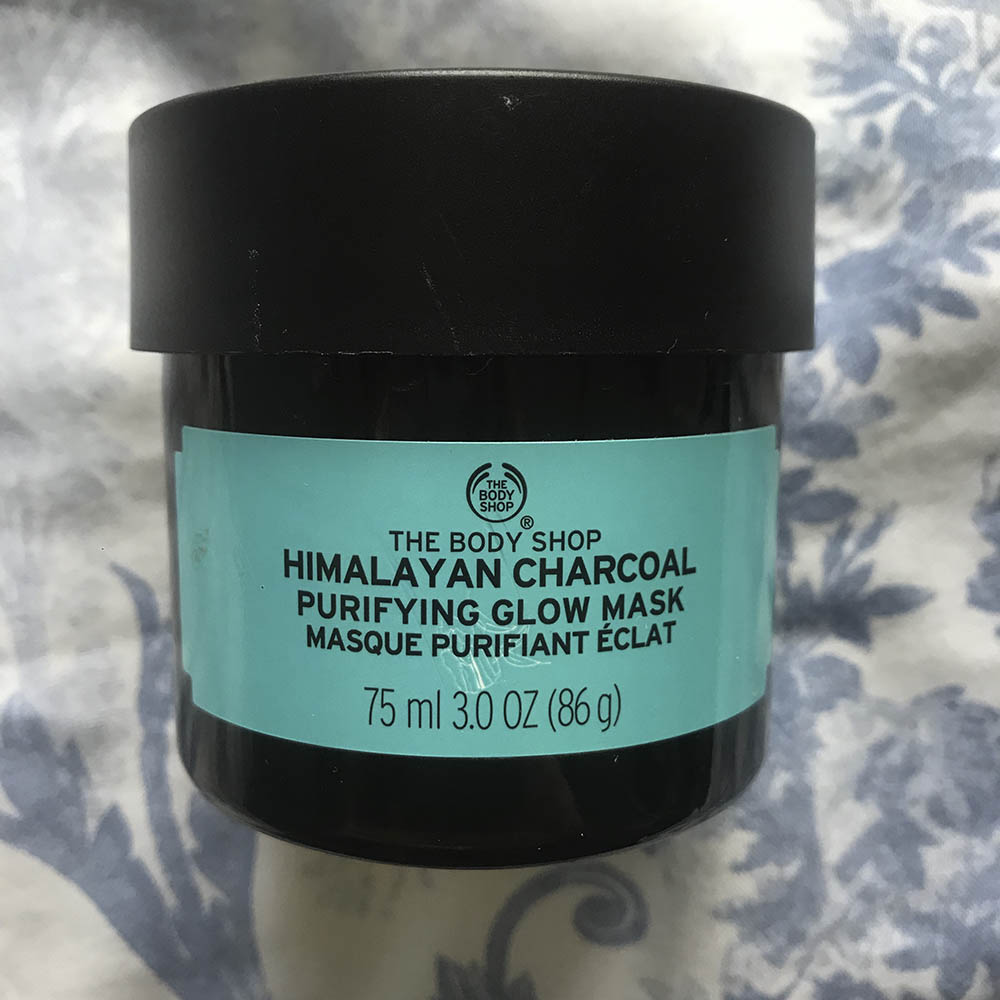 THE
BODY
SHOP
®
THE BODY SHOP
HIMALAYAN CHARCOAL
PURIFYING GLOW MASK
MASQUE PURIFIANT ÉCLAT
75 ml 3.0 OZ (86 g)